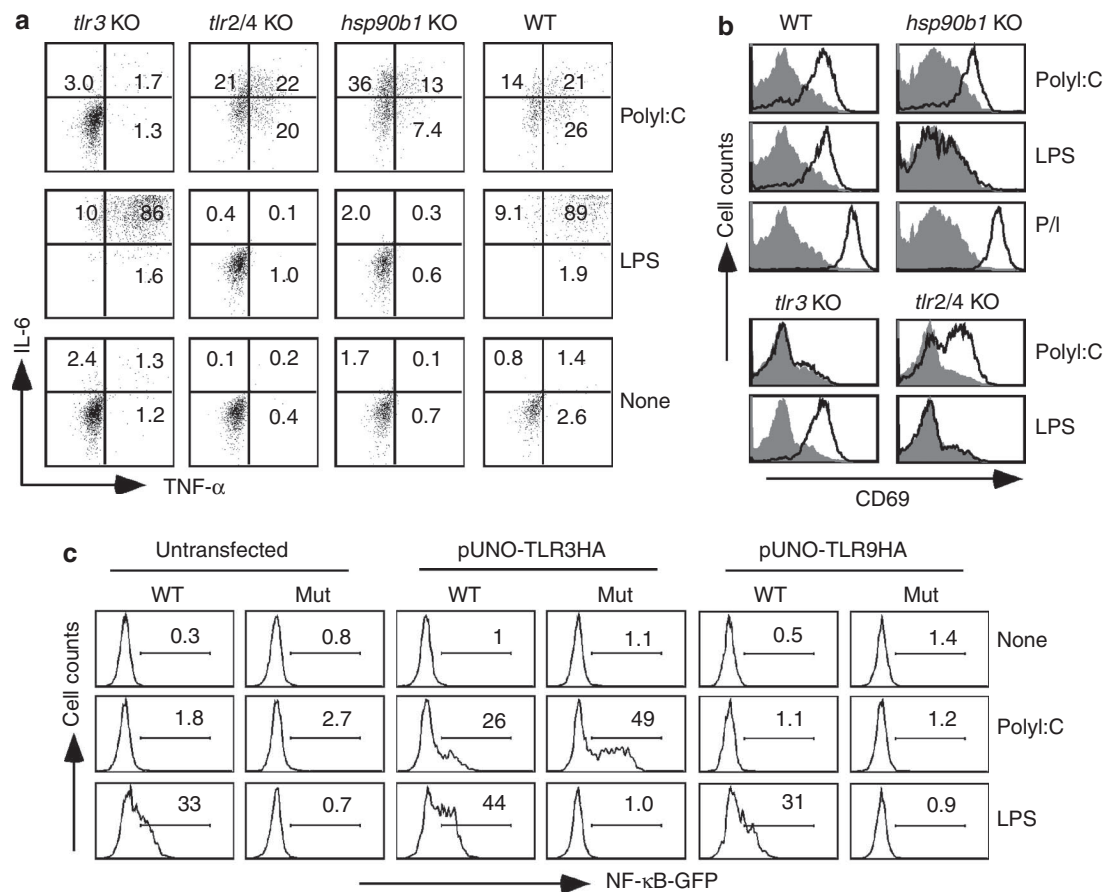 a
tlr3 KO
tlr2/4 KO
hsp90b1 KO
WT
3.0 1.7 1.3
21 22 20
36 13 7.4
14 21 26
PolyI:C
10 86 1.6
0.4 0.1 1.0
2.0 0.3 0.6
9.1 89 1.9
LPS
2.4 1.3 1.2
0.1 0.2 0.4
1.7 0.1 0.7
0.8 1.4 2.6
None
IL-6
TNF-α
b
WT
hsp90b1 KO
PolyI:C
LPS
P/I
tlr3 KO
tlr2/4 KO
PolyI:C
LPS
Cell counts
CD69
c
Untransfected
pUNO-TLR3HA
pUNO-TLR9HA
WT Mut WT Mut WT Mut
0.3 0.8 1 1.1 0.5 1.4 None
1.8 2.7 26 49 1.1 1.2 PolyI:C
33 0.7 44 1.0 31 0.9 LPS
Cell counts
NF-κB-GFP